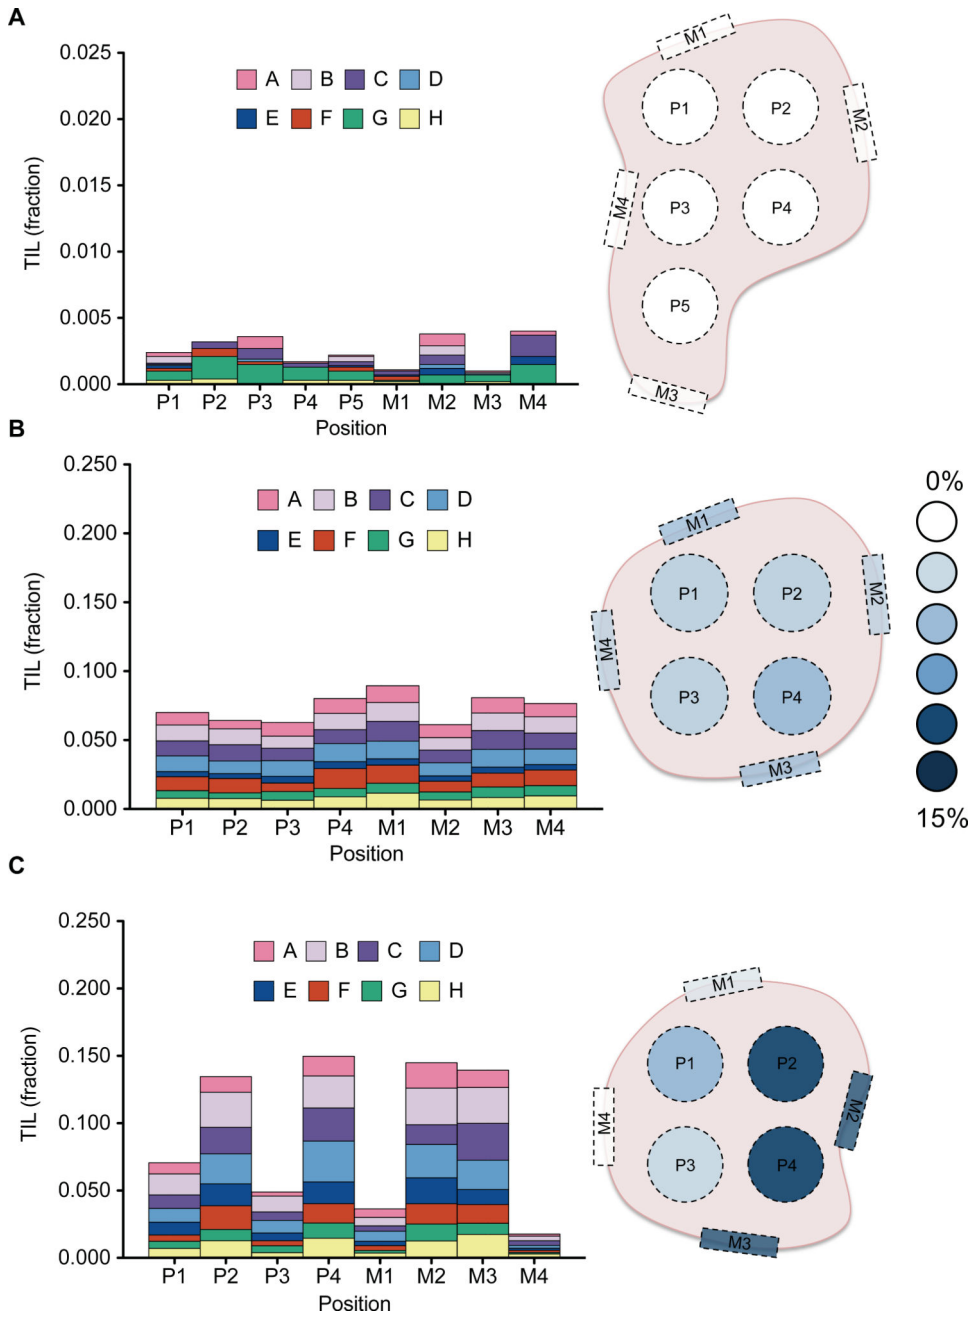 A
0.025
0.020
0.015
0.010
0.005
0.000
TIL (fraction)
A B C D
E F G H
P1 P2 P3 P4 P5 M1 M2 M3 M4
Position
M1
P1 P2
M2
M4
P3 P4
P5
M3
B
0.250
0.200
0.150
0.100
0.050
0.000
TIL (fraction)
A B C D
E F G H
P1 P2 P3 P4 M1 M2 M3 M4
Position
M1
P1 P2
M2
M4
P3 P4
M3
0%
15%
C
0.250
0.200
0.150
0.100
0.050
0.000
TIL (fraction)
A B C D
E F G H
P1 P2 P3 P4 M1 M2 M3 M4
Position
M1
P1 P2
M2
M4
P3 P4
M3